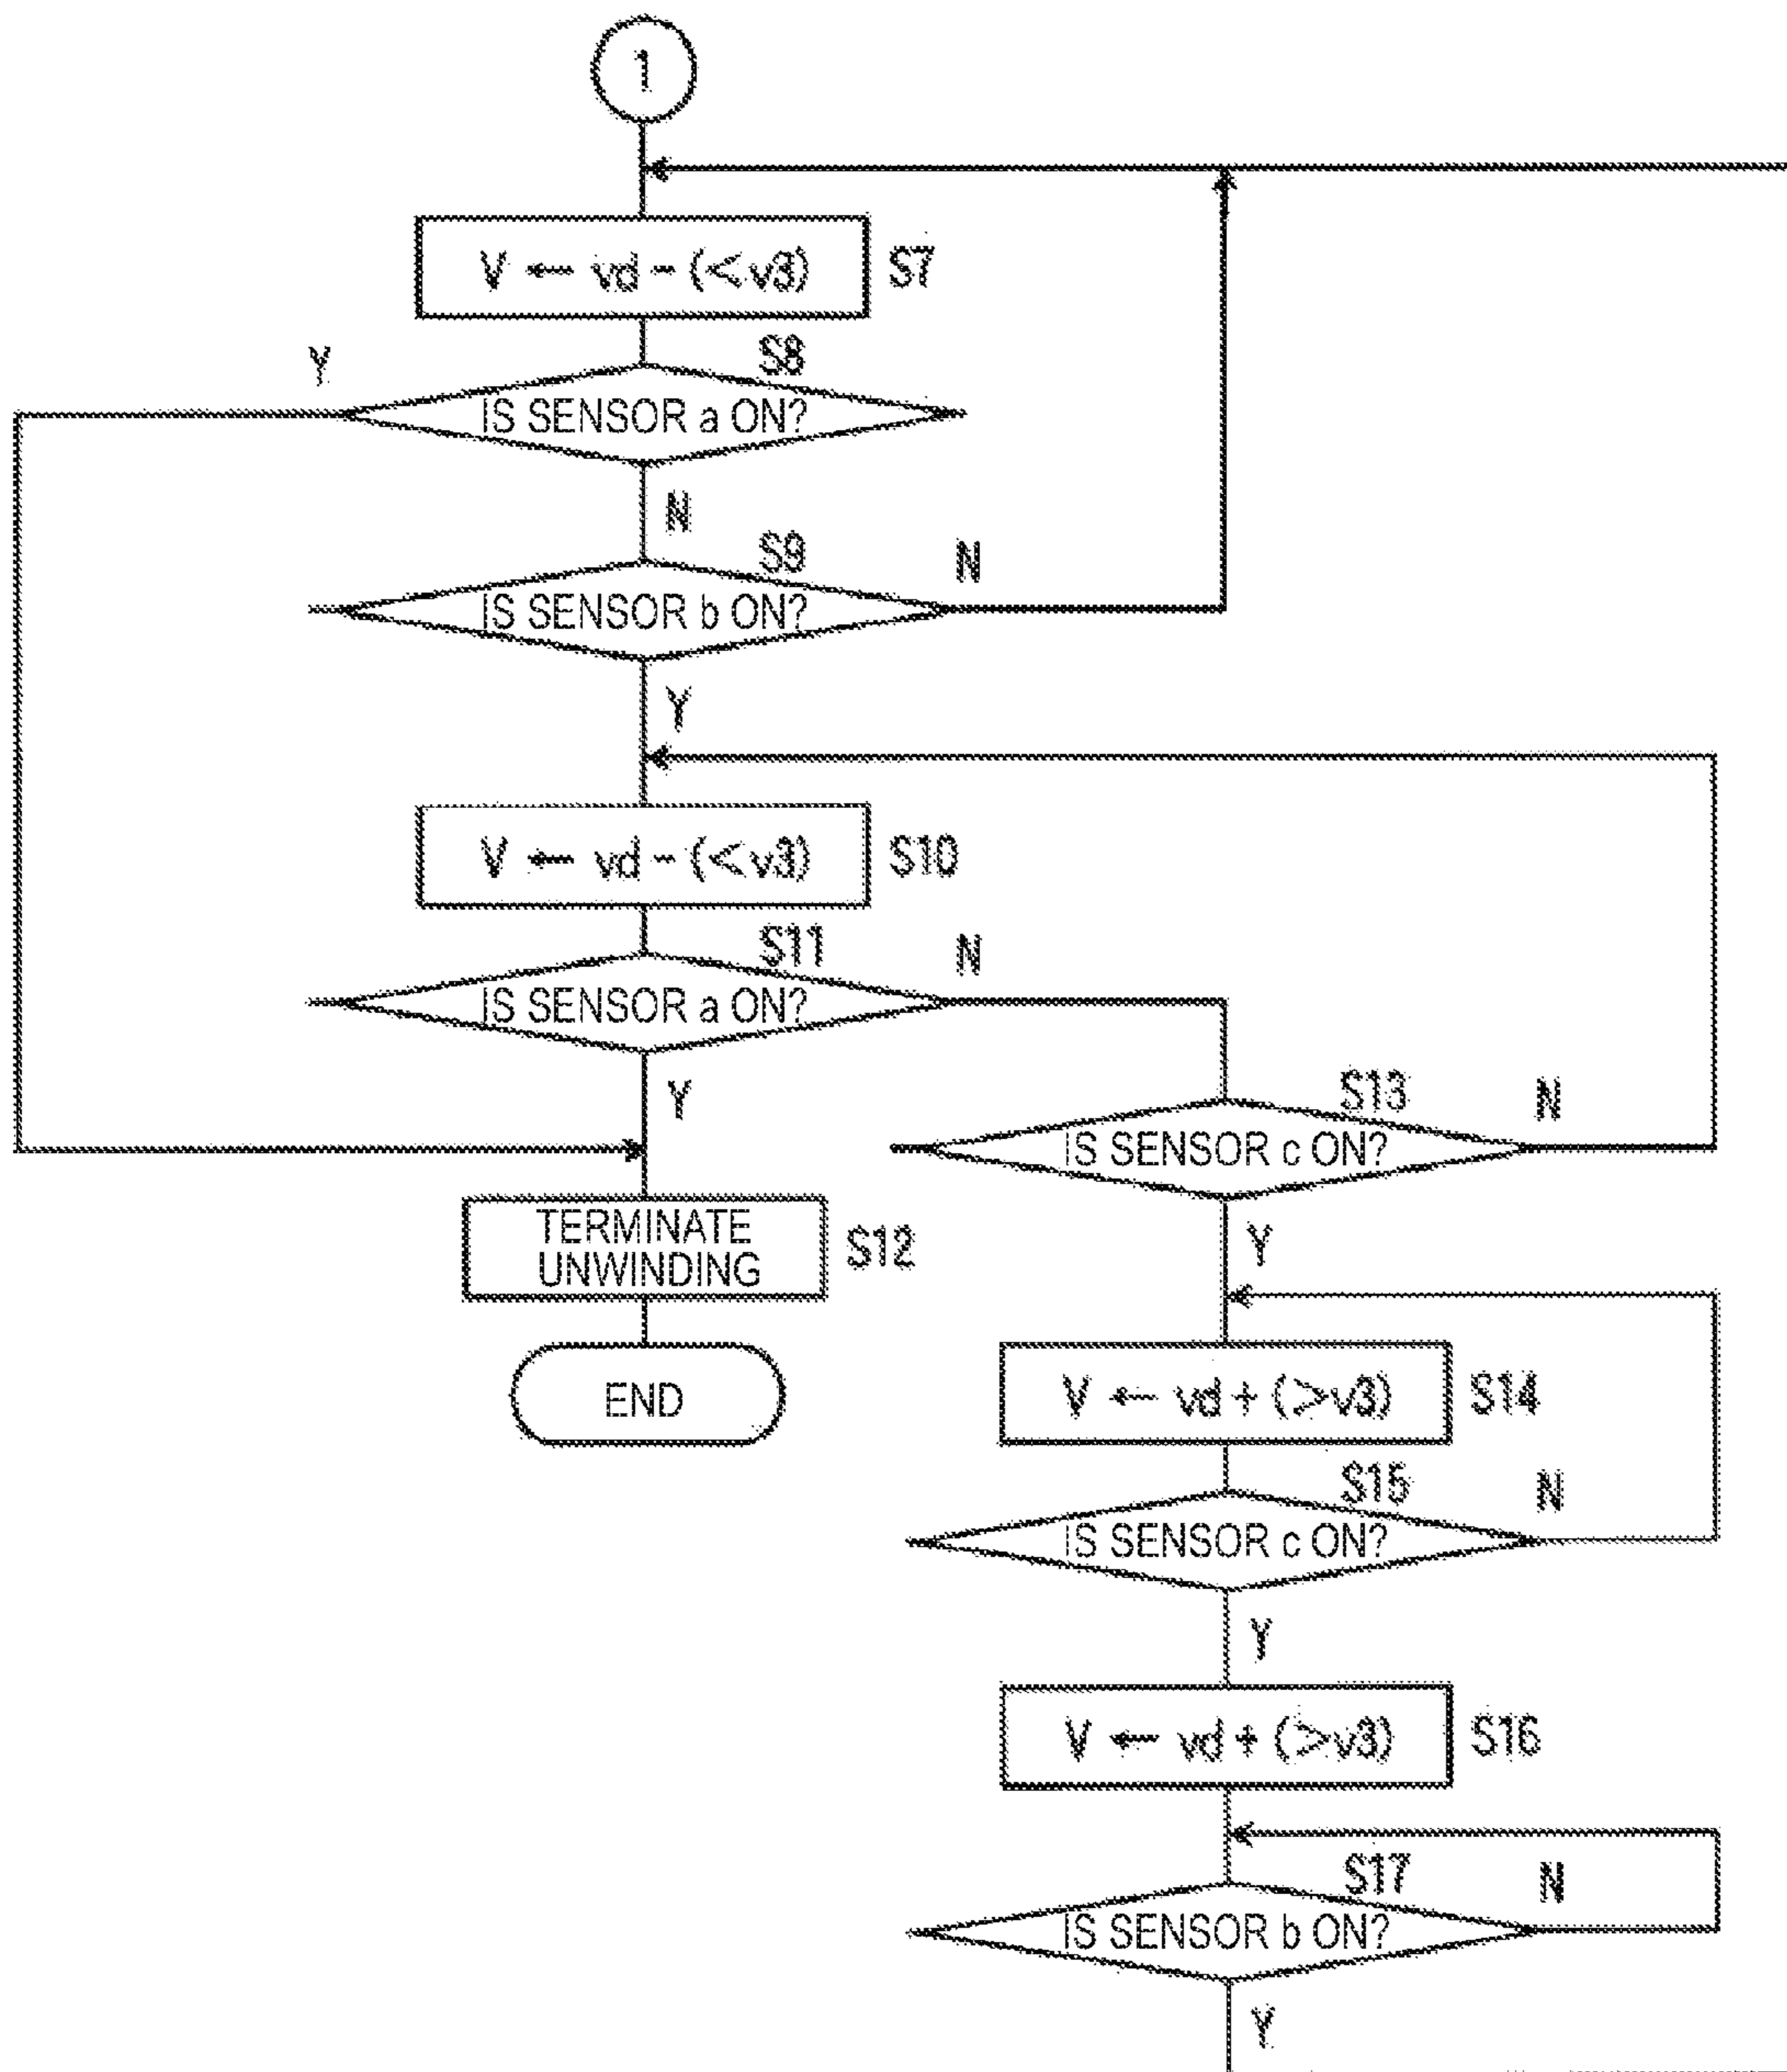 1
V ← vd - (<v3) S7
S8
Y
IS SENSOR a ON?
N
S9
N
IS SENSOR b ON?
Y
V ← vd - (<v3) S10
S11
N
IS SENSOR a ON?
Y
S13
N
IS SENSOR c ON?
TERMINATE
UNWINDING
S12
Y
END
V ← vd + (>v3) S14
S15
N
IS SENSOR c ON?
Y
V ← vd + (>v3) S16
S17
N
IS SENSOR b ON?
Y